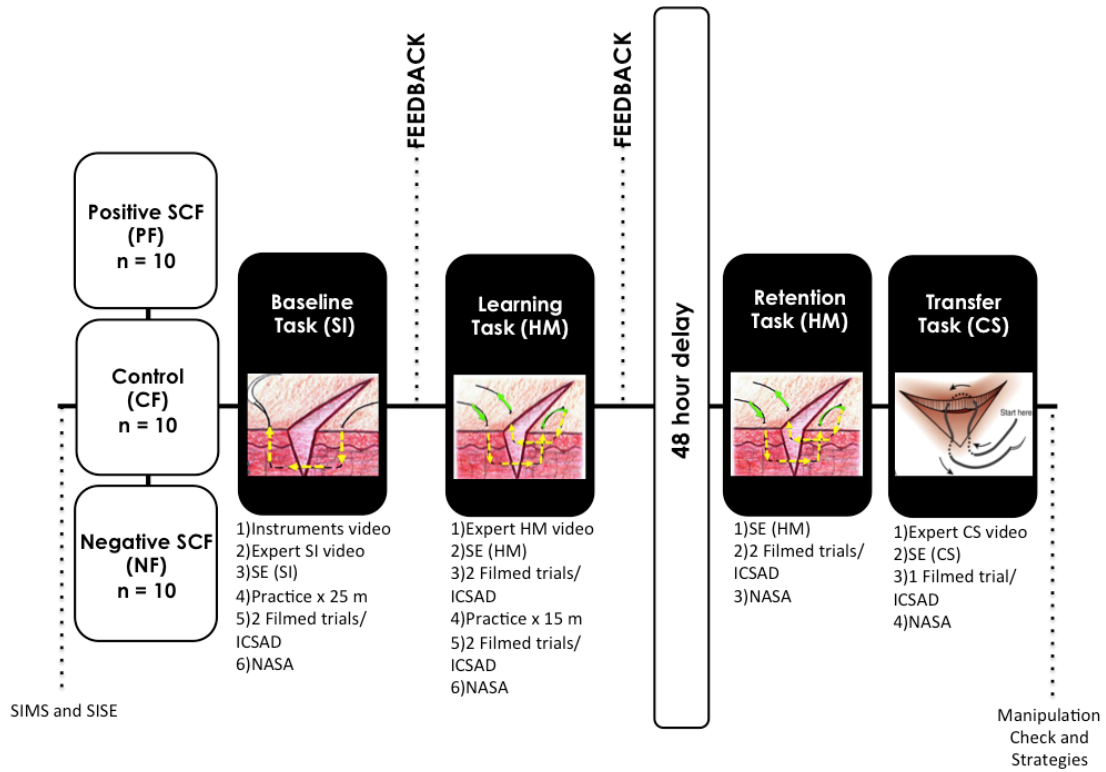 FEEDBACK
FEEDBACK
Positive SCF
(PF)
n = 10
Control
(CF)
n = 10
Negative SCF
(NF)
n = 10
SIMS and SISE
Baseline
Task (SI)
1)Instruments video
2)Expert SI video
3)SE (SI)
4)Practice x 25 m
5)2 Filmed trials/
ICSAD
6)NASA
Learning
Task (HM)
1)Expert HM video
2)SE (HM)
3)2 Filmed trials/
ICSAD
4)Practice x 15 m
5)2 Filmed trials/
ICSAD
6)NASA
48 hour delay
Retention
Task (HM)
1)SE (HM)
2)2 Filmed trials/
ICSAD
3)NASA
Transfer
Task (CS)
Start here
1)Expert CS video
2)SE (CS)
3)1 Filmed trial/
ICSAD
4)NASA
Manipulation
Check and
Strategies